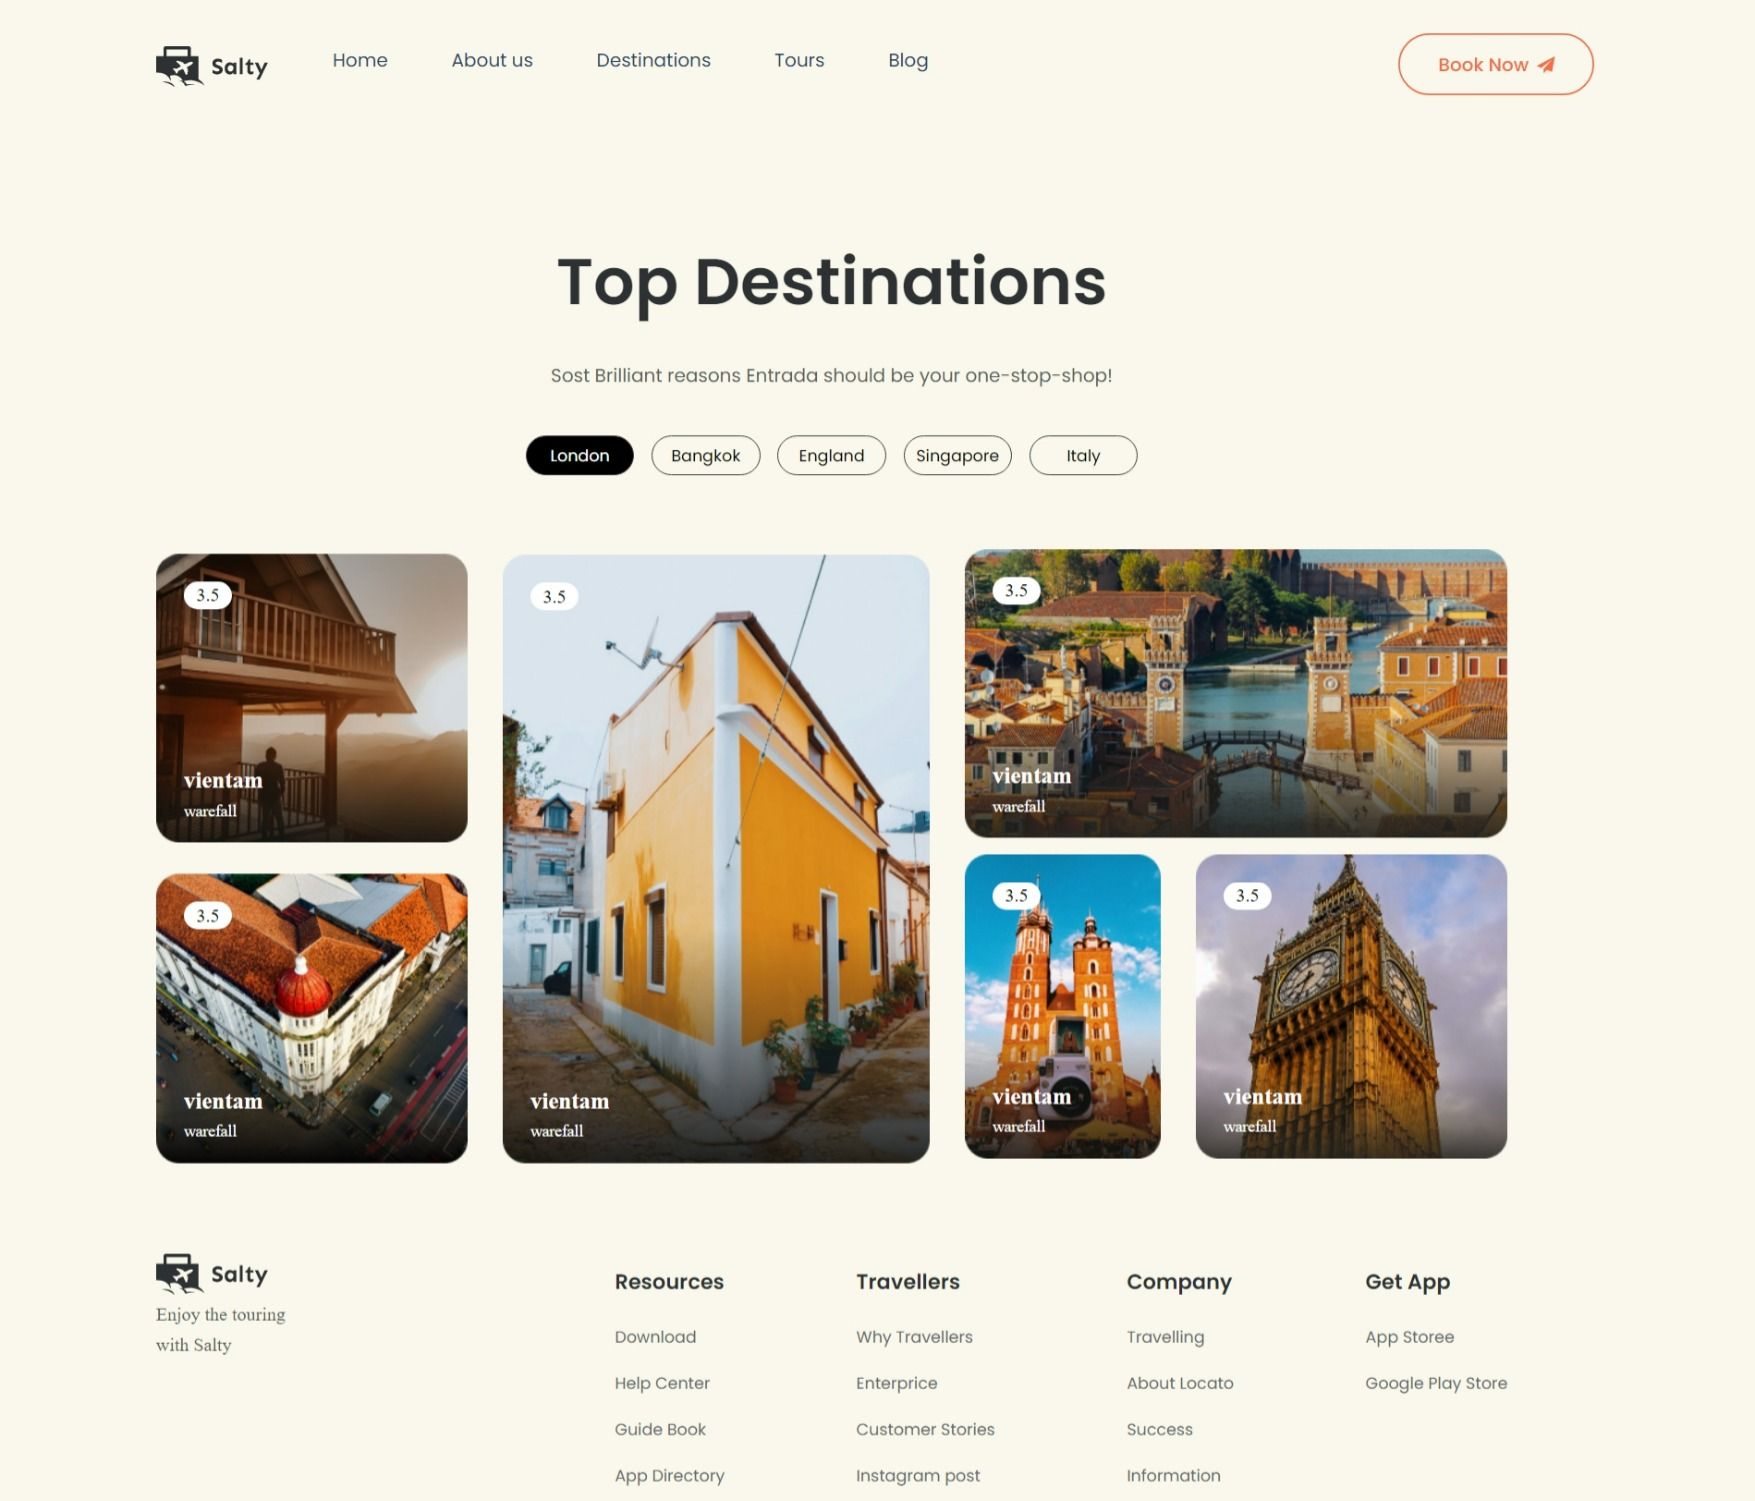 Salty
Home
About us
Destinations
Tours
Blog
Book Now
Top Destinations
Sost Brilliant reasons Entrada should be your one-stop-shop!
London
Bangkok
England
Singapore
Italy
3.5
vientam
warefall
3.5
vientam
warefall
3.5
vientam
warefall
3.5
vientam
warefall
3.5
vientam
warefall
3.5
vientam
warefall
Salty
Enjoy the touring
with Salty
Resources
Download
Help Center
Guide Book
App Directory
Travellers
Why Travellers
Enterprice
Customer Stories
Instagram post
Company
Travelling
About Locato
Success
Information
Get App
App Storee
Google Play Store